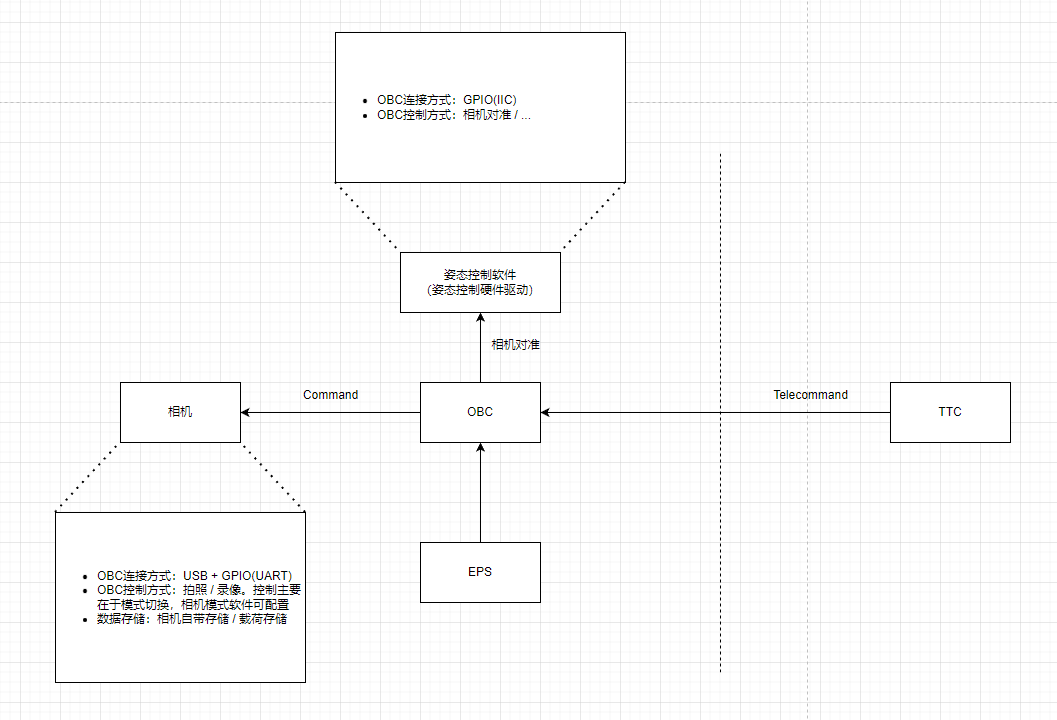 OBC连接方式：GPIO(IIC)
OBC控制方式：相机对准 / ...
姿态控制软件
（姿态控制硬件驱动）
相机对准
相机
Command
OBC
Telecommand
TTC
EPS
OBC连接方式：USB + GPIO(UART)
OBC控制方式：拍照 / 录像。控制主要
在于模式切换，相机模式软件可配置
数据存储：相机自带存储 / 载荷存储